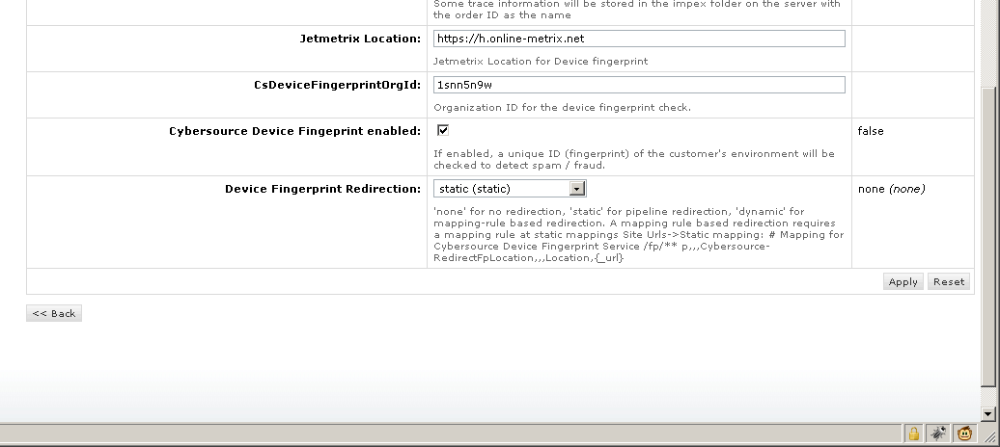 Some trace information will be stored in the impex folder on the server with
the order ID as the name
Jetmetrix Location:
https://h.online-metrix.net
Jetmetrix Location for Device fingerprint
CsDeviceFingerprintOrgId:
1snn5n9w
Organization ID for the device fingerprint check.
Cybersource Device Fingeprint enabled:
false
If enabled, a unique ID (fingerprint) of the customer's environment will be
checked to detect spam / fraud.
Device Fingerprint Redirection:
static (static)
none (none)
'none' for no redirection, 'static' for pipeline redirection, 'dynamic' for
mapping-rule based redirection. A mapping rule based redirection requires
a mapping rule at static mappings Site Urls->Static mapping: # Mapping for
Cybersource Device Fingerprint Service /fp/** p,,,Cybersource-
RedirectFpLocation,,,Location,{_url}
Apply
Reset
<< Back